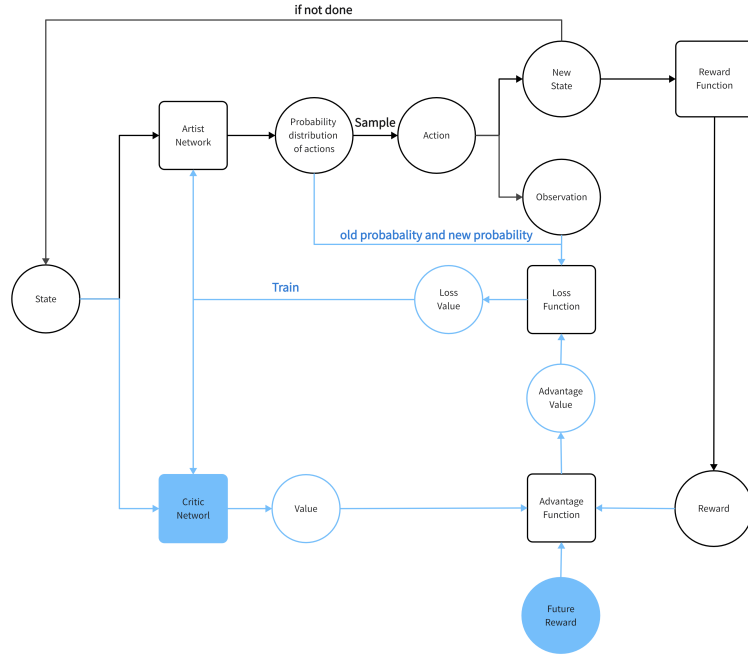 if not done
New
State
Reward
Function
Artist
Network
Probability
distribution
of actions
Sample
Action
Observation
old probabality and new probability
State
Train
Loss
Value
Loss
Function
Advantage
Value
Critic
Networl
Value
Advantage
Function
Reward
Future
Reward